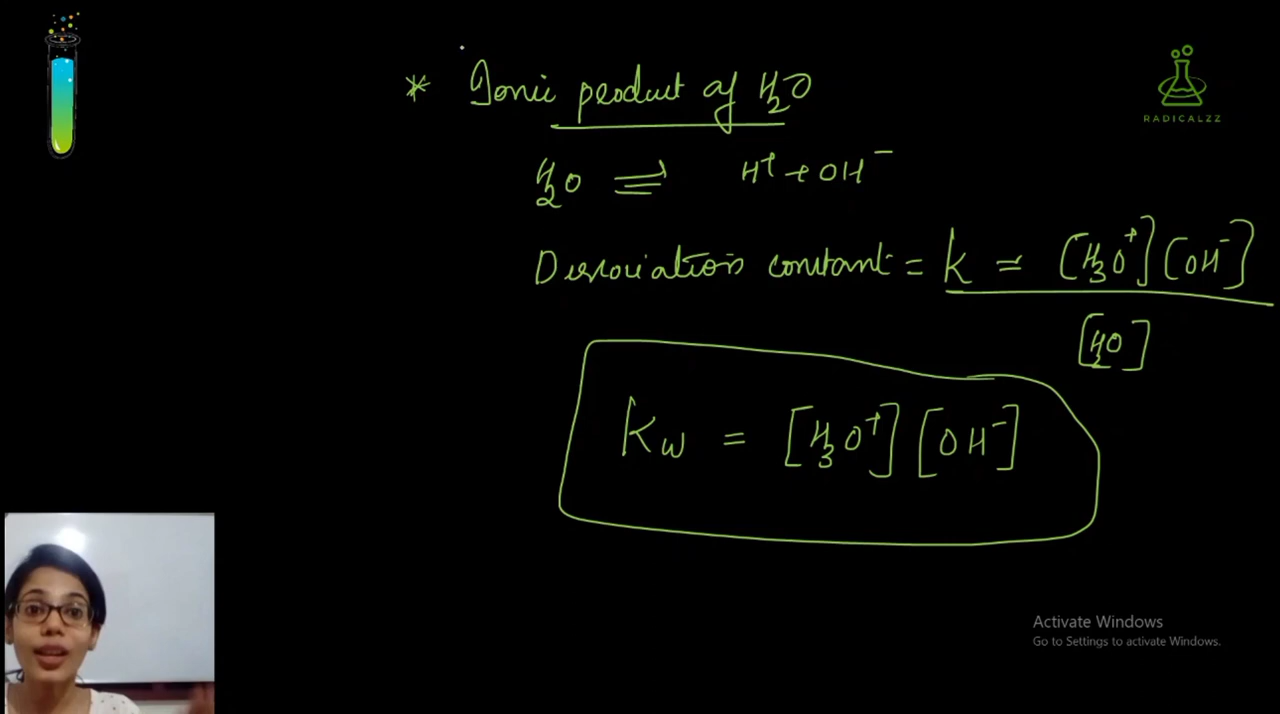 * Ionic product of H₂O
RADICALZZ
H₂O ⇌ H⁺ + OH⁻
Dissociation constant = K = [H₃O⁺][OH⁻]
[H₂O]
Kw = [H₃O⁺][OH⁻]
Activate Windows
Go to Settings to activate Windows.